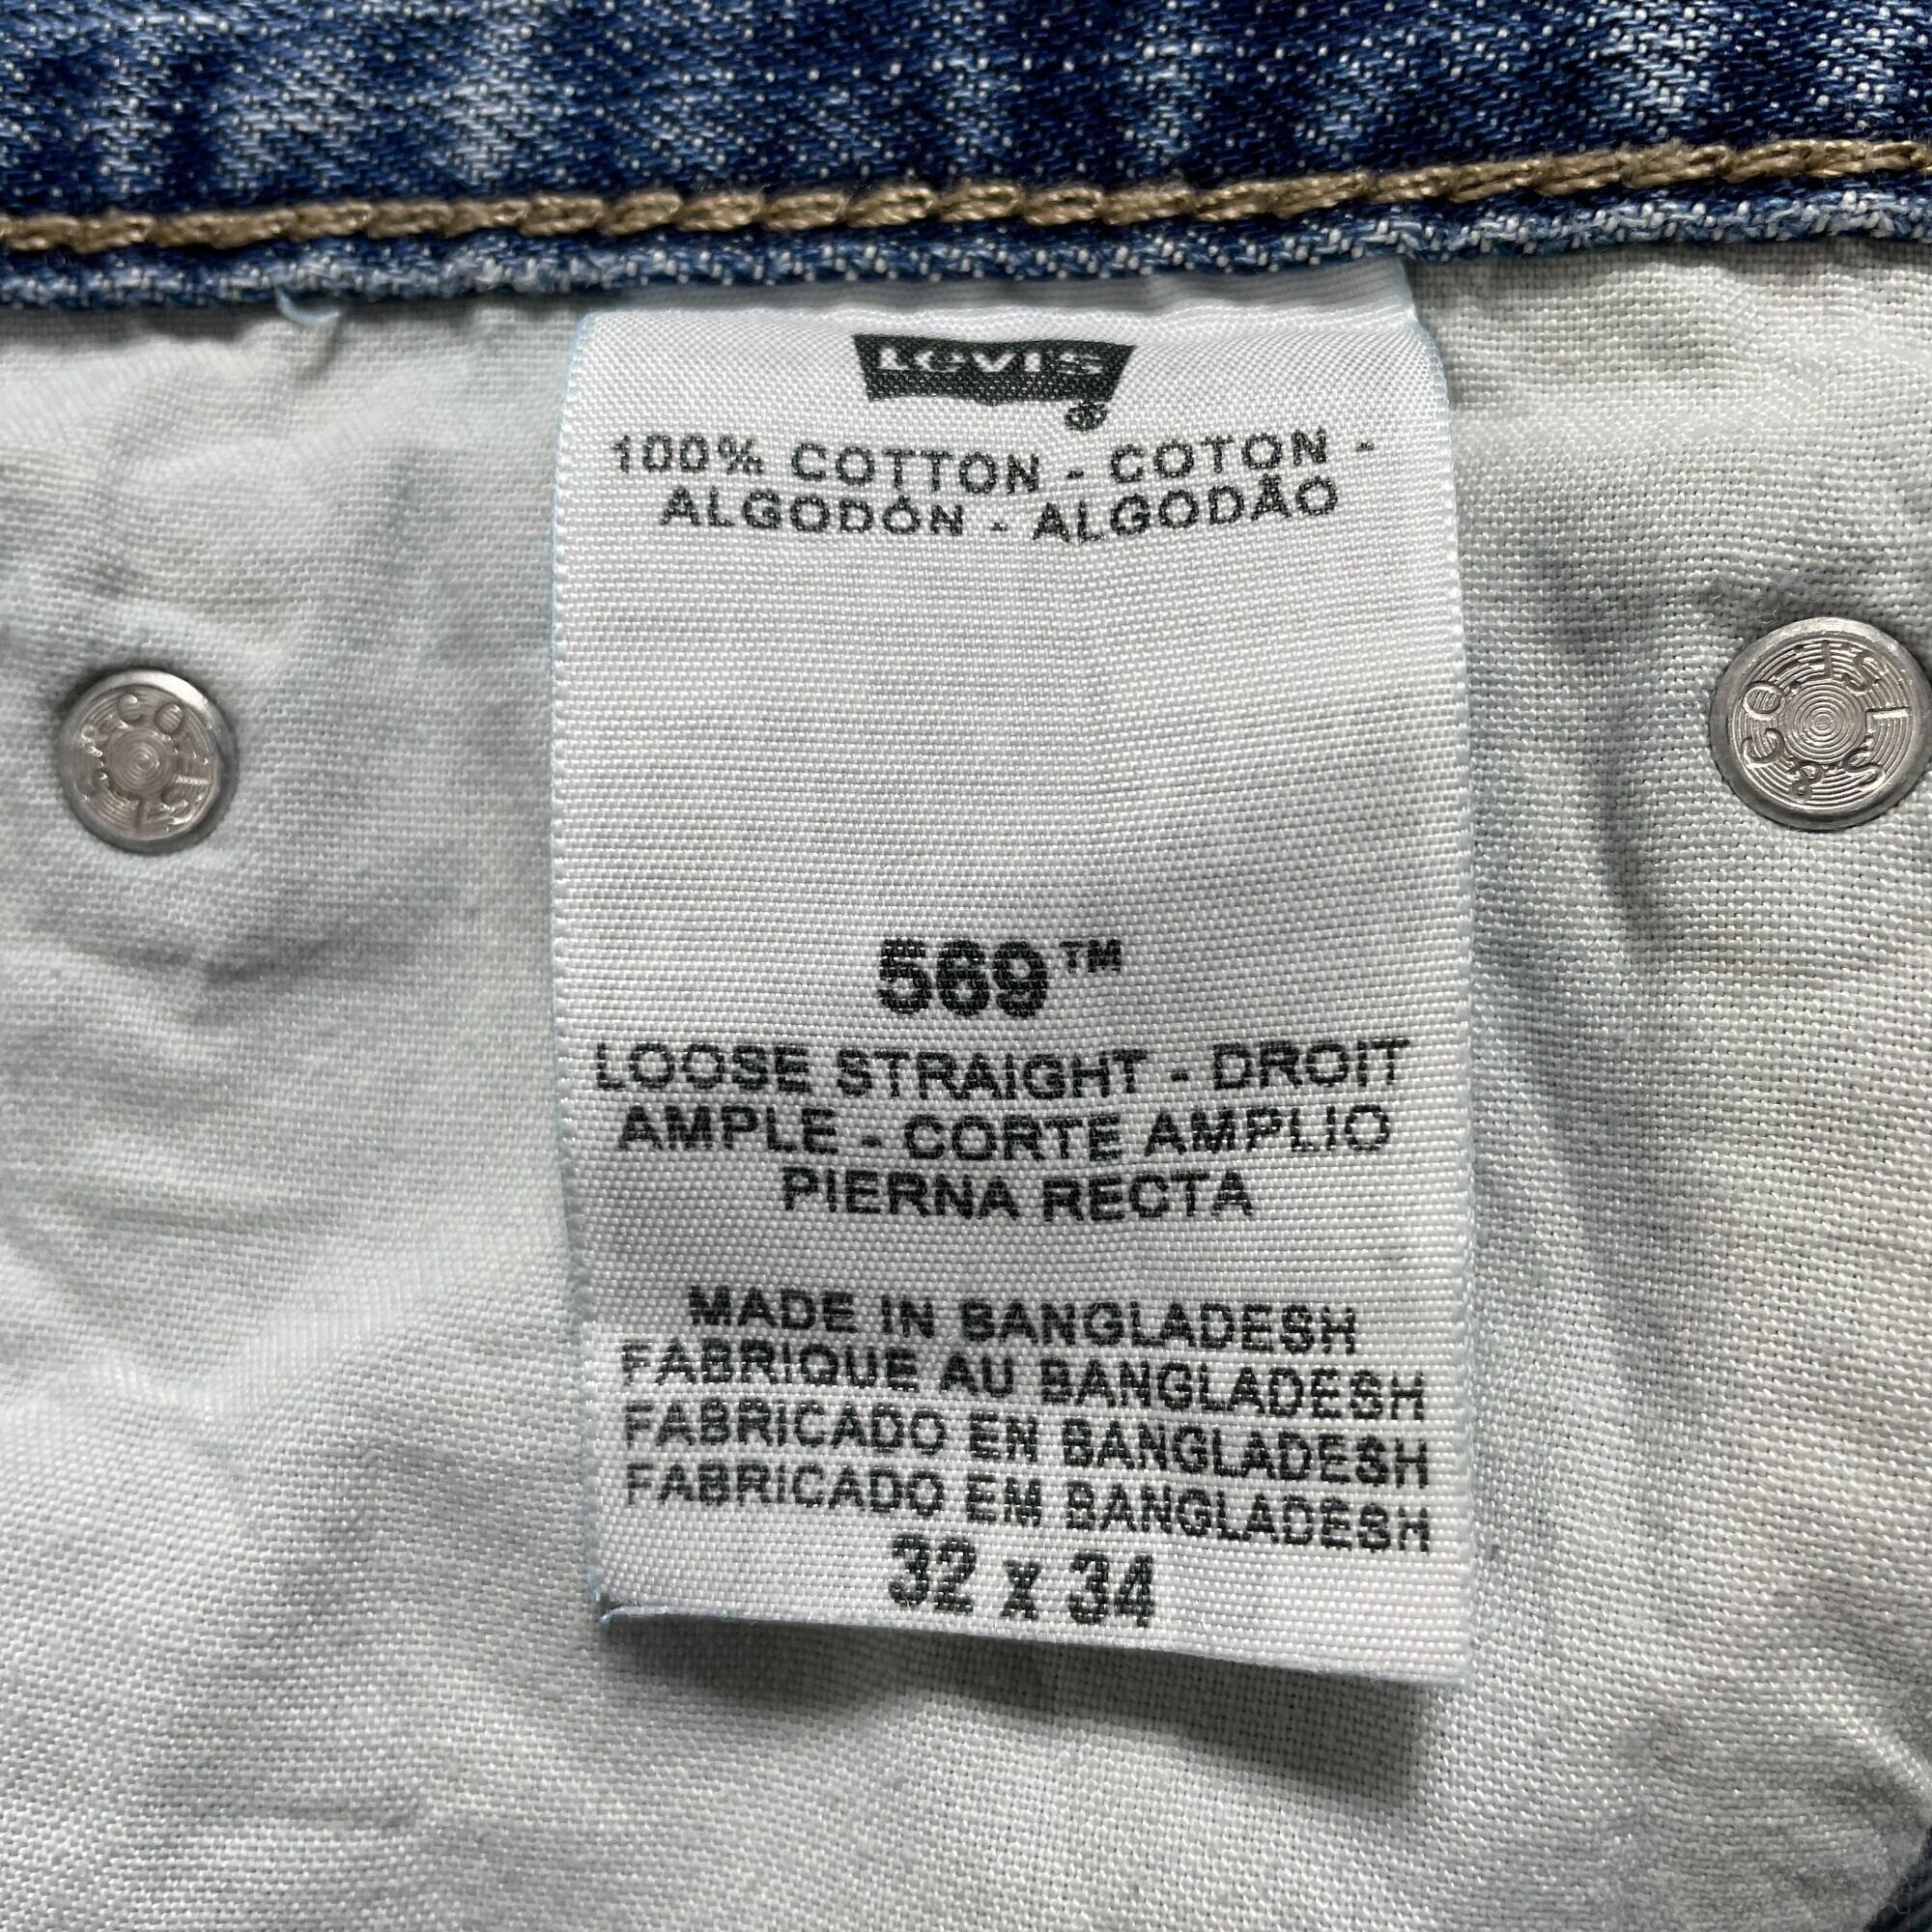 Levi's
®
100% COTTON - COTON -
ALGODÓN - ALGODÃO
569™
LOOSE STRAIGHT - DROIT
AMPLE - CORTE AMPLIO
PIERNA RECTA
MADE IN BANGLADESH
FABRIQUE AU BANGLADESH
FABRICADO EN BANGLADESH
FABRICADO EM BANGLADESH
32 x 34